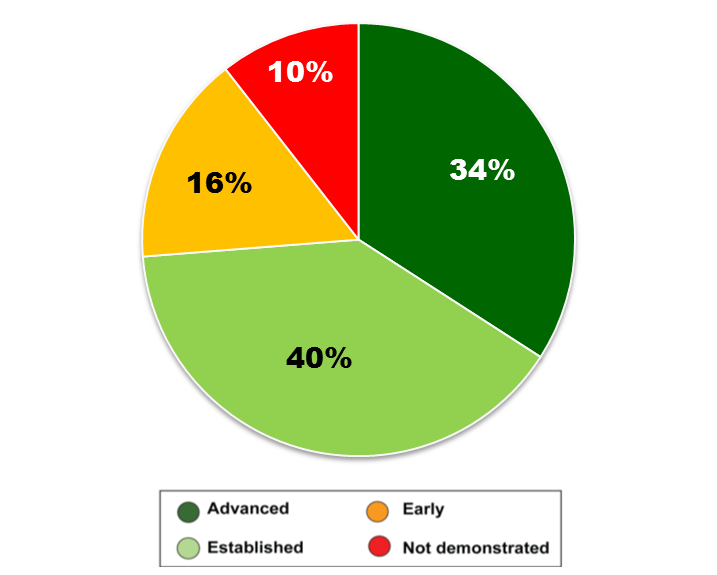 10%
34%
16%
40%
Advanced
Early
Established
Not demonstrated